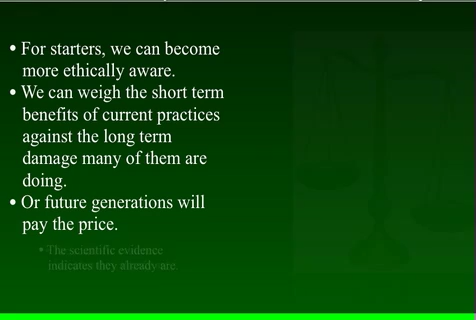 • For starters, we can become
more ethically aware.
• We can weigh the short term
benefits of current practices
against the long term
damage many of them are
doing.
• Or future generations will
pay the price.
• The scientific evidence
indicates they already are.